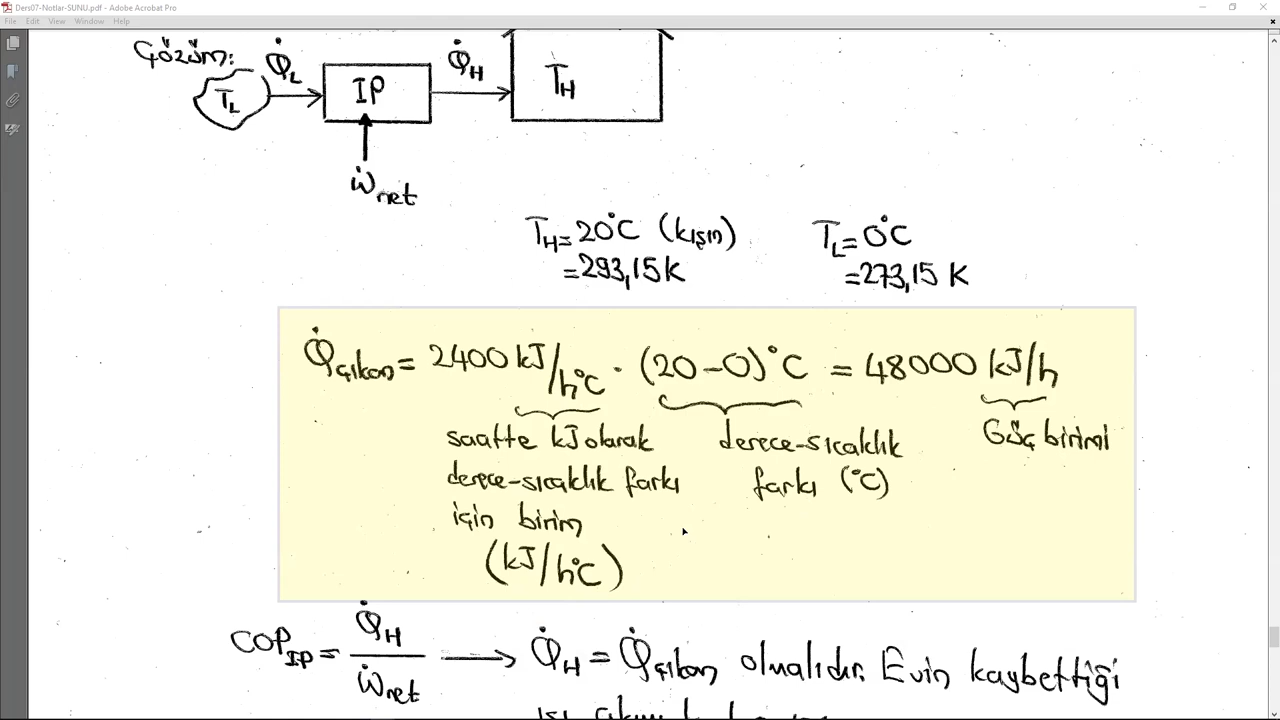 Ders07-Notlar-SUNU.pdf - Adobe Acrobat Pro
File Edit View Window Help
Çözüm:
Q̇L Q̇H
TL IP TH
Ẇnet
TH=20°C (kışın) TL=0°C
=293,15K =273,15 K
Q̇çıkan= 2400 kJ/h°C · (20-0)°C = 48000 kJ/h
saatte kJ olarak derece-sıcaklık Güç birimi
derece-sıcaklık farkı farkı (°C)
için birim
(kJ/h°C)
COPIP= Q̇H/Ẇnet → Q̇H = Q̇çıkan olmalıdır. Evin kaybettiği
ısı